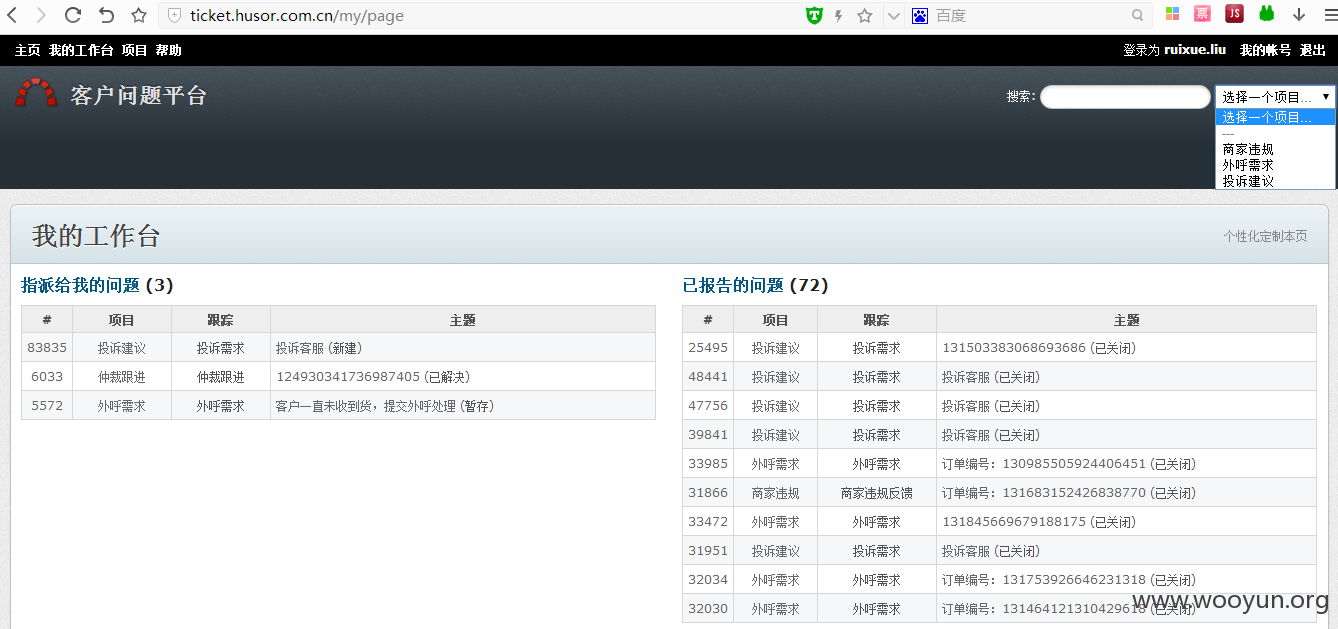 ticket.husor.com.cn/my/page 百度 票 JS
主页 我的工作台 项目 帮助 登录为 ruixue.liu 我的帐号 退出
客户问题平台 搜索: 选择一个项目... ▼
选择一个项目...
---
商家违规
外呼需求
投诉建议
我的工作台 个性化定制本页
指派给我的问题 (3)
# 项目 跟踪 主题
83835 投诉建议 投诉需求 投诉客服 (新建)
6033 仲裁跟进 仲裁跟进 124930341736987405 (已解决)
5572 外呼需求 外呼需求 客户一直未收到货，提交外呼处理 (暂存)
已报告的问题 (72)
# 项目 跟踪 主题
25495 投诉建议 投诉需求 131503383068693686 (已关闭)
48441 投诉建议 投诉需求 投诉客服 (已关闭)
47756 投诉建议 投诉需求 投诉客服 (已关闭)
39841 投诉建议 投诉需求 投诉客服 (已关闭)
33985 外呼需求 外呼需求 订单编号：130985505924406451 (已关闭)
31866 商家违规 商家违规反馈 订单编号：131683152426838770 (已关闭)
33472 外呼需求 外呼需求 131845669679188175 (已关闭)
31951 投诉建议 投诉需求 投诉客服 (已关闭)
32034 外呼需求 外呼需求 订单编号：131753926646231318 (已关闭)
32030 外呼需求 外呼需求 订单编号：131464121310429618 (已关闭)
www.wooyun.org